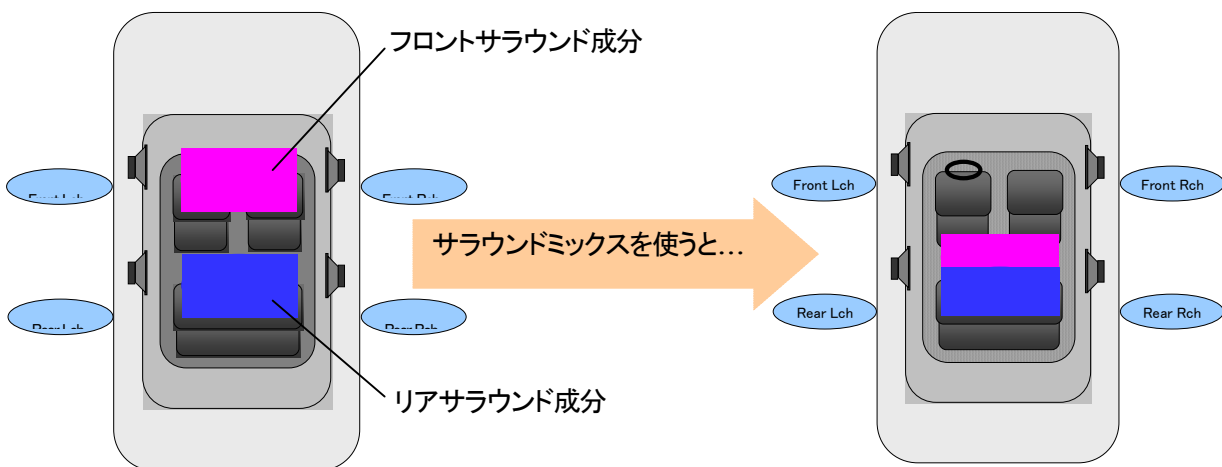 フロントサラウンド成分
Front Lch
Front Rch
サラウンドミックスを使うと…
Rear Lch
Rear Rch
リアサラウンド成分